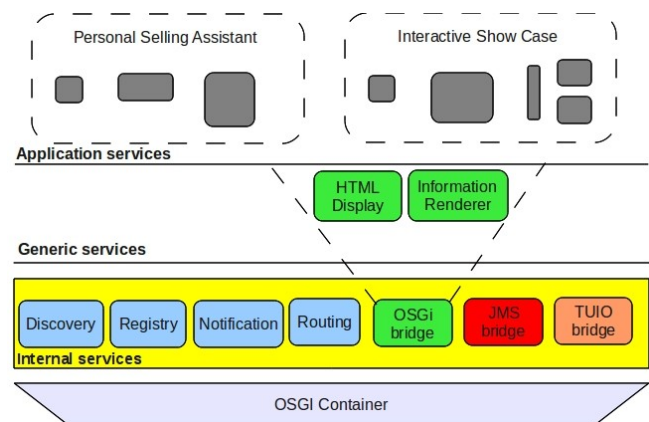 Personal Selling Assistant
Interactive Show Case
Application services
HTML
Display
Information
Renderer
Generic services
Discovery
Registry
Notification
Routing
OSGi
bridge
JMS
bridge
TUIO
bridge
Internal services
OSGI Container